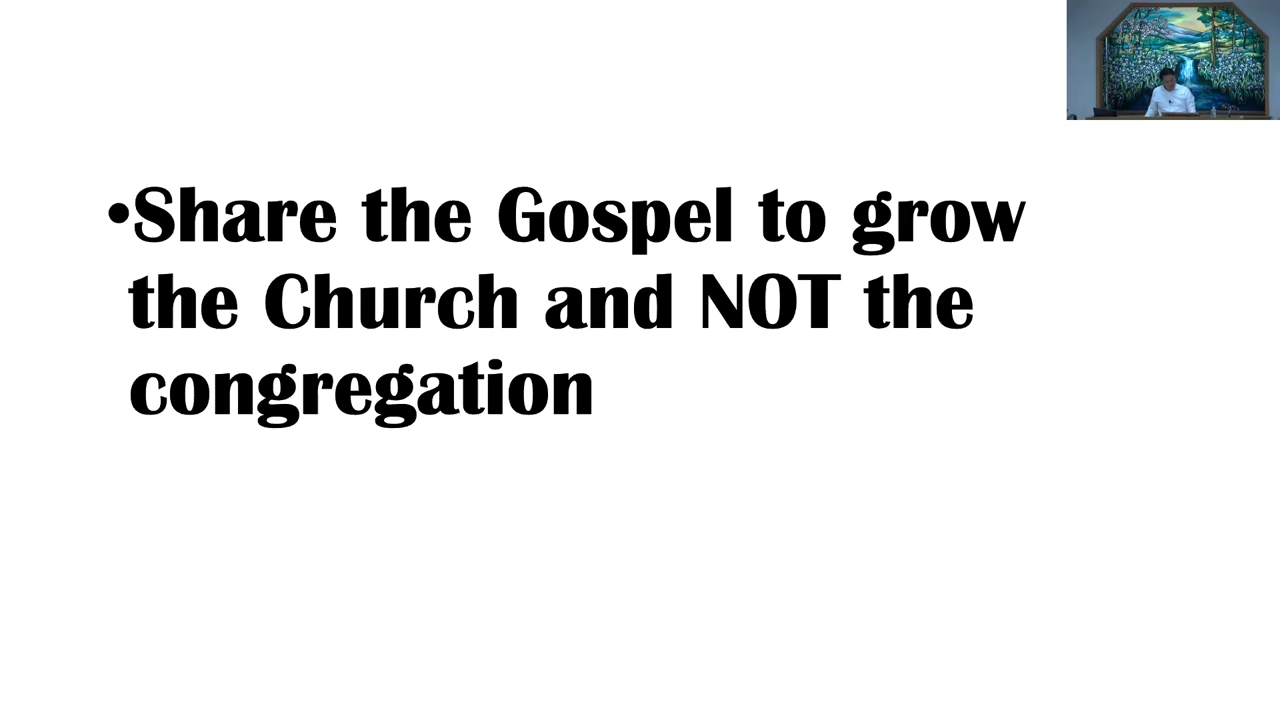 •Share the Gospel to grow
the Church and NOT the
congregation